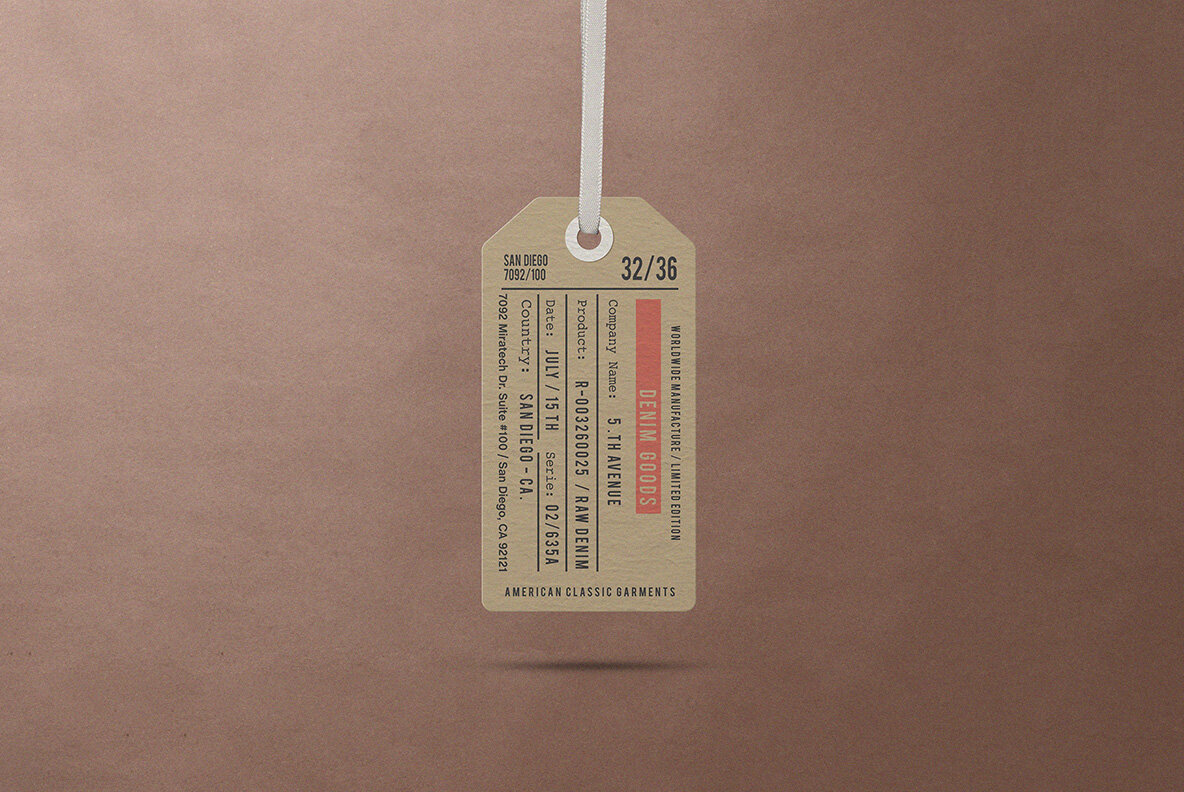 SAN DIEGO
7092/100
32/36
WORLDWIDE MANUFACTURE / LIMITED EDITION
DENIM GOODS
Company Name: 5.TH AVENUE
Product: R-003260025 / RAW DENIM
Date: JULY / 15 TH Serie: 02/635A
Country: SAN DIEGO - CA.
7092 Miratech Dr. Suite #100 / San Diego, CA 92121
AMERICAN CLASSIC GARMENTS